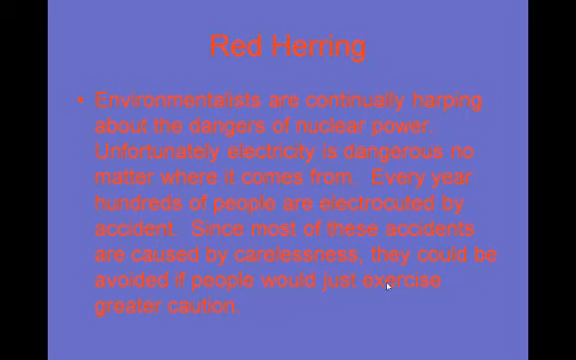 Red Herring
• Environmentalists are continually harping
about the dangers of nuclear power.
Unfortunately electricity is dangerous no
matter where it comes from. Every year
hundreds of people are electrocuted by
accident. Since most of these accidents
are caused by carelessness, they could be
avoided if people would just exercise
greater caution.